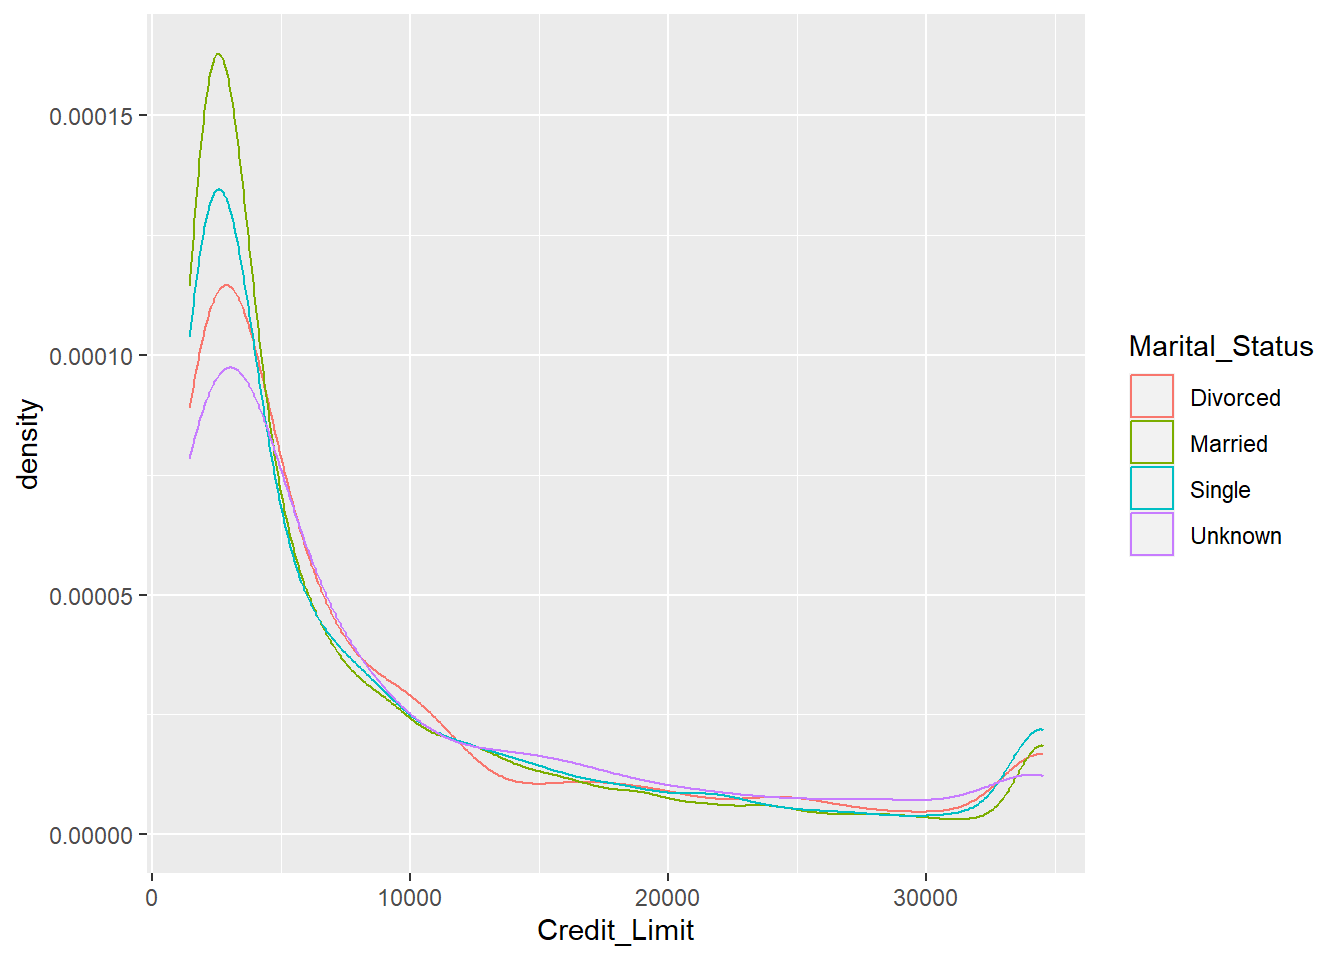 0.00015
0.00010
0.00005
0.00000
density
0 10000 20000 30000
Credit_Limit
Marital_Status
Divorced
Married
Single
Unknown